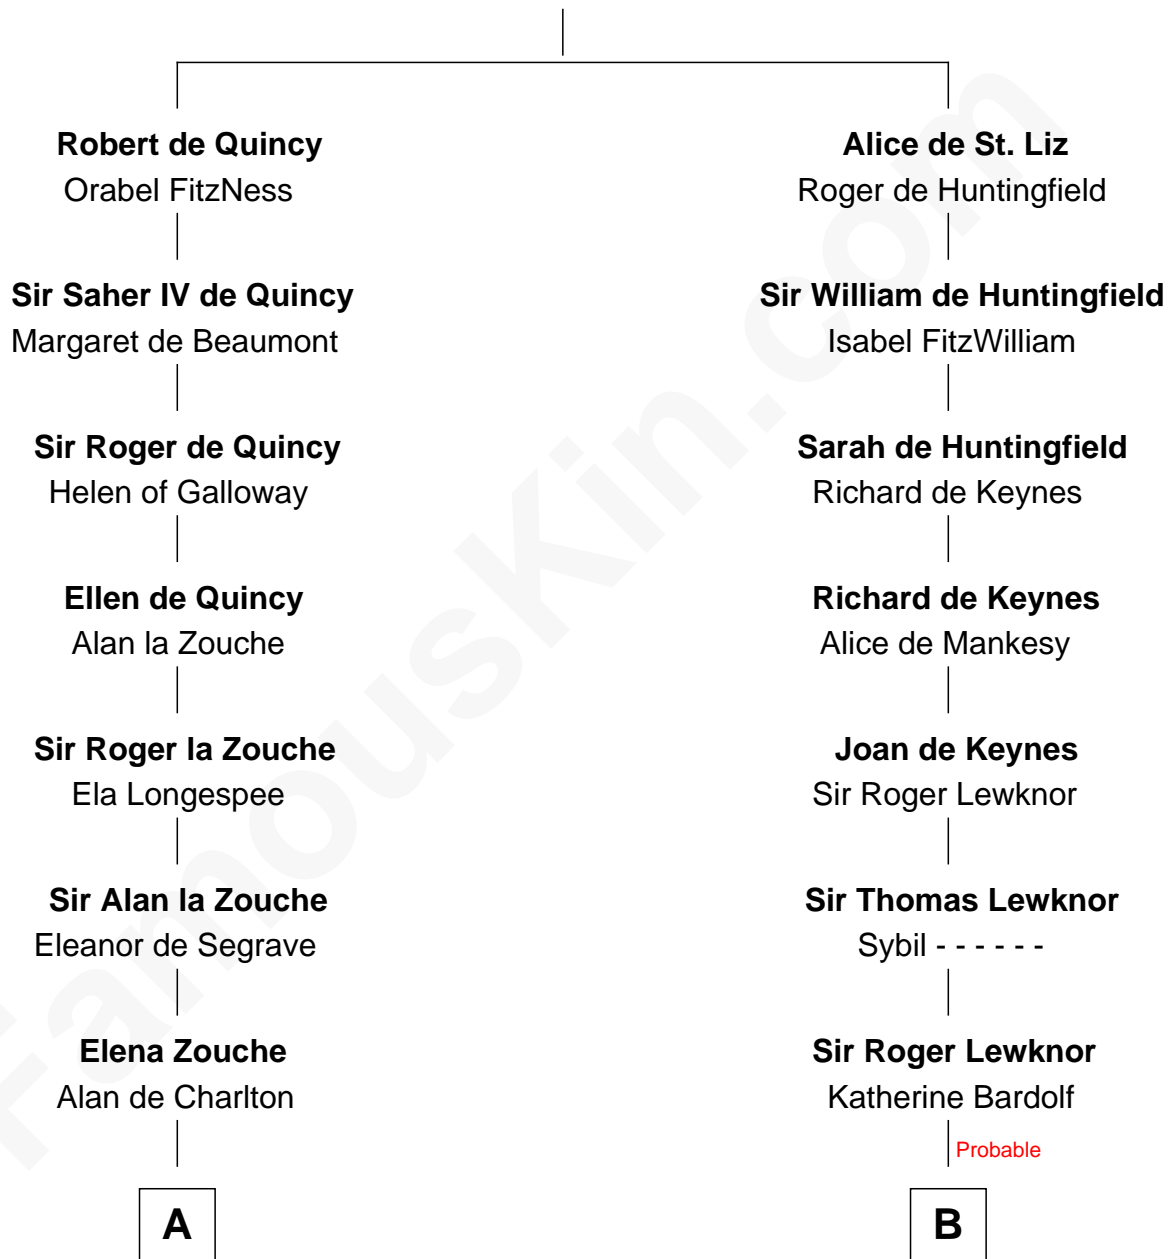 Robert de Quincy
Orabel FitzNess
Alice de St. Liz
Roger de Huntingfield
Sir Saher IV de Quincy
Margaret de Beaumont
Sir William de Huntingfield
Isabel FitzWilliam
Sir Roger de Quincy
Helen of Galloway
Sarah de Huntingfield
Richard de Keynes
Ellen de Quincy
Alan la Zouche
Richard de Keynes
Alice de Mankesy
Sir Roger la Zouche
Ela Longespee
Joan de Keynes
Sir Roger Lewknor
Sir Alan la Zouche
Eleanor de Segrave
Sir Thomas Lewknor
Sybil - - - - - -
Elena Zouche
Alan de Charlton
Sir Roger Lewknor
Katherine Bardolf
Probable
A
B
FamousKin.com